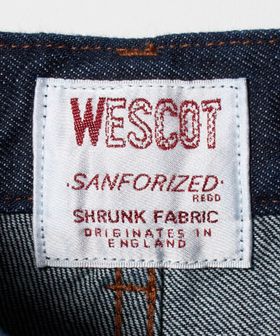 WESCOT
·SANFORIZED·
REGD
SHRUNK FABRIC
ORIGINATES IN
ENGLAND